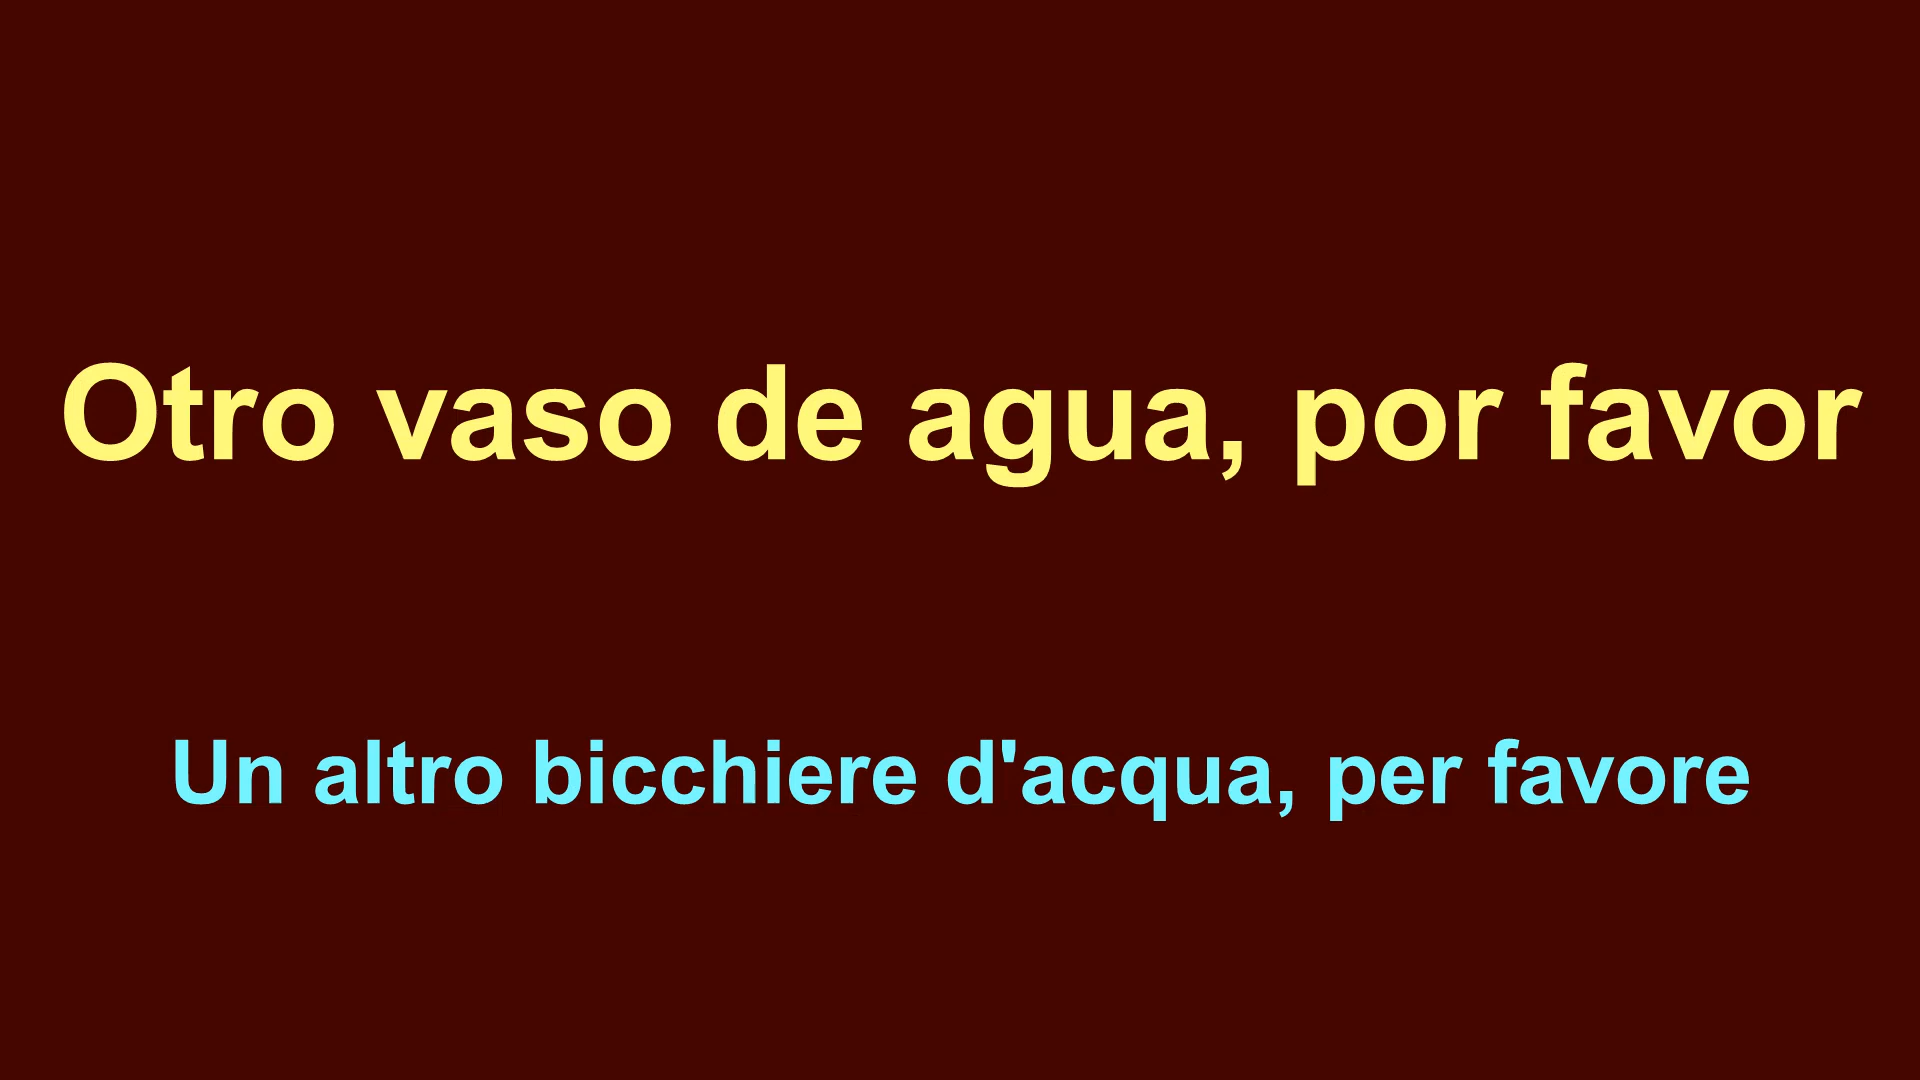 Otro vaso de agua, por favor
Un altro bicchiere d'acqua, per favore